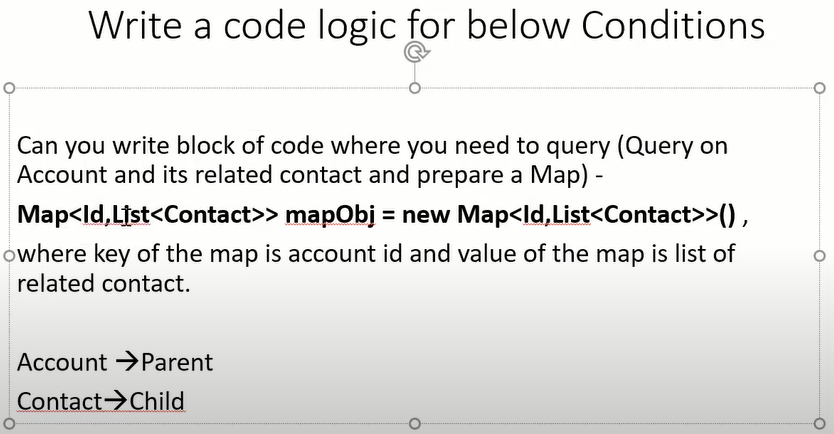 Write a code logic for below Conditions
Can you write block of code where you need to query (Query on
Account and its related contact and prepare a Map) -
Map<Id,List<Contact>> mapObj = new Map<Id,List<Contact>>() ,
where key of the map is account id and value of the map is list of
related contact.
Account →Parent
Contact→Child